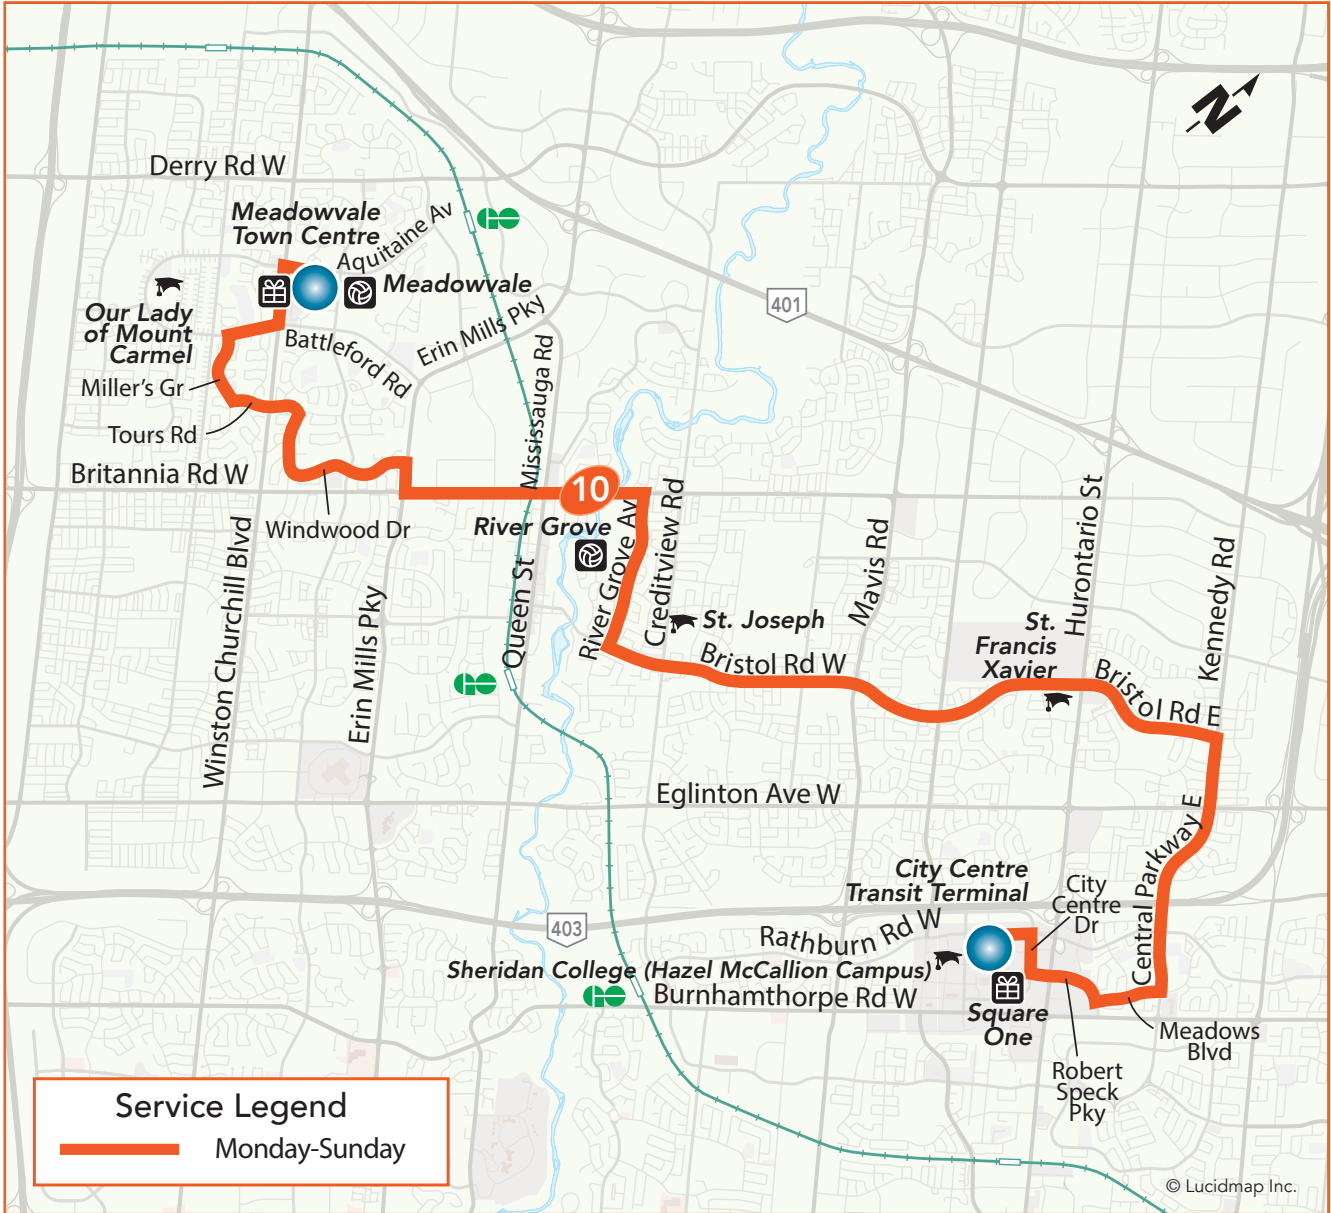 N
Derry Rd W
Meadowvale
Town Centre
Aquitaine Av
Meadowvale
401
Our Lady
of Mount
Carmel
Battleford Rd
Erin Mills Pky
Miller's Gr
Tours Rd
Mississauga Rd
Britannia Rd W
10
Windwood Dr
River Grove
Winston Churchill Blvd
Erin Mills Pky
Queen St
River Grove Av
Creditview Rd
Mavis Rd
Hurontario St
Kennedy Rd
St. Joseph
Bristol Rd W
St.
Francis
Xavier
Bristol Rd E
Eglinton Ave W
Central Parkway E
City Centre
Transit Terminal
City
Centre
Dr
403
Rathburn Rd W
Sheridan College (Hazel McCallion Campus)
Burnhamthorpe Rd W
Square
One
Meadows
Blvd
Robert
Speck
Pky
Service Legend
Monday-Sunday
© Lucidmap Inc.